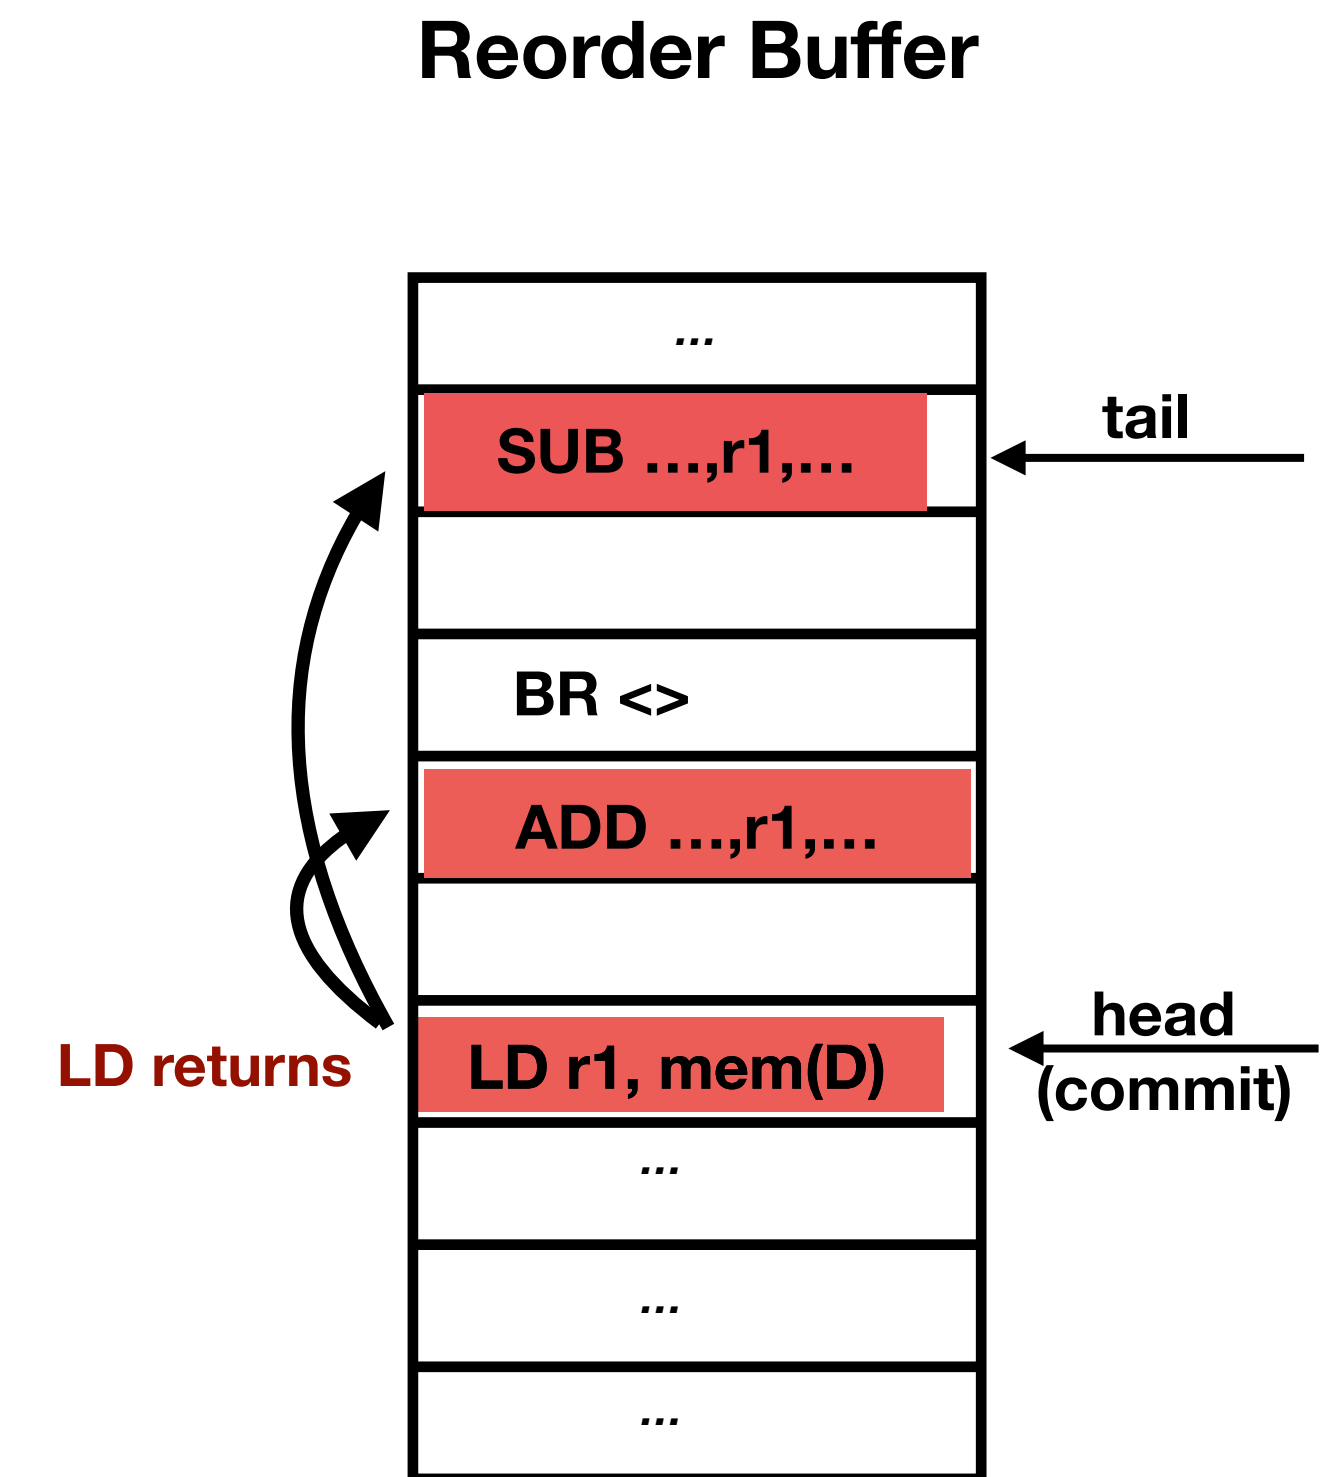 Reorder Buffer
...
SUB ...,r1,...
tail
BR <>
ADD ...,r1,...
head
(commit)
LD returns
LD r1, mem(D)
...
...
...